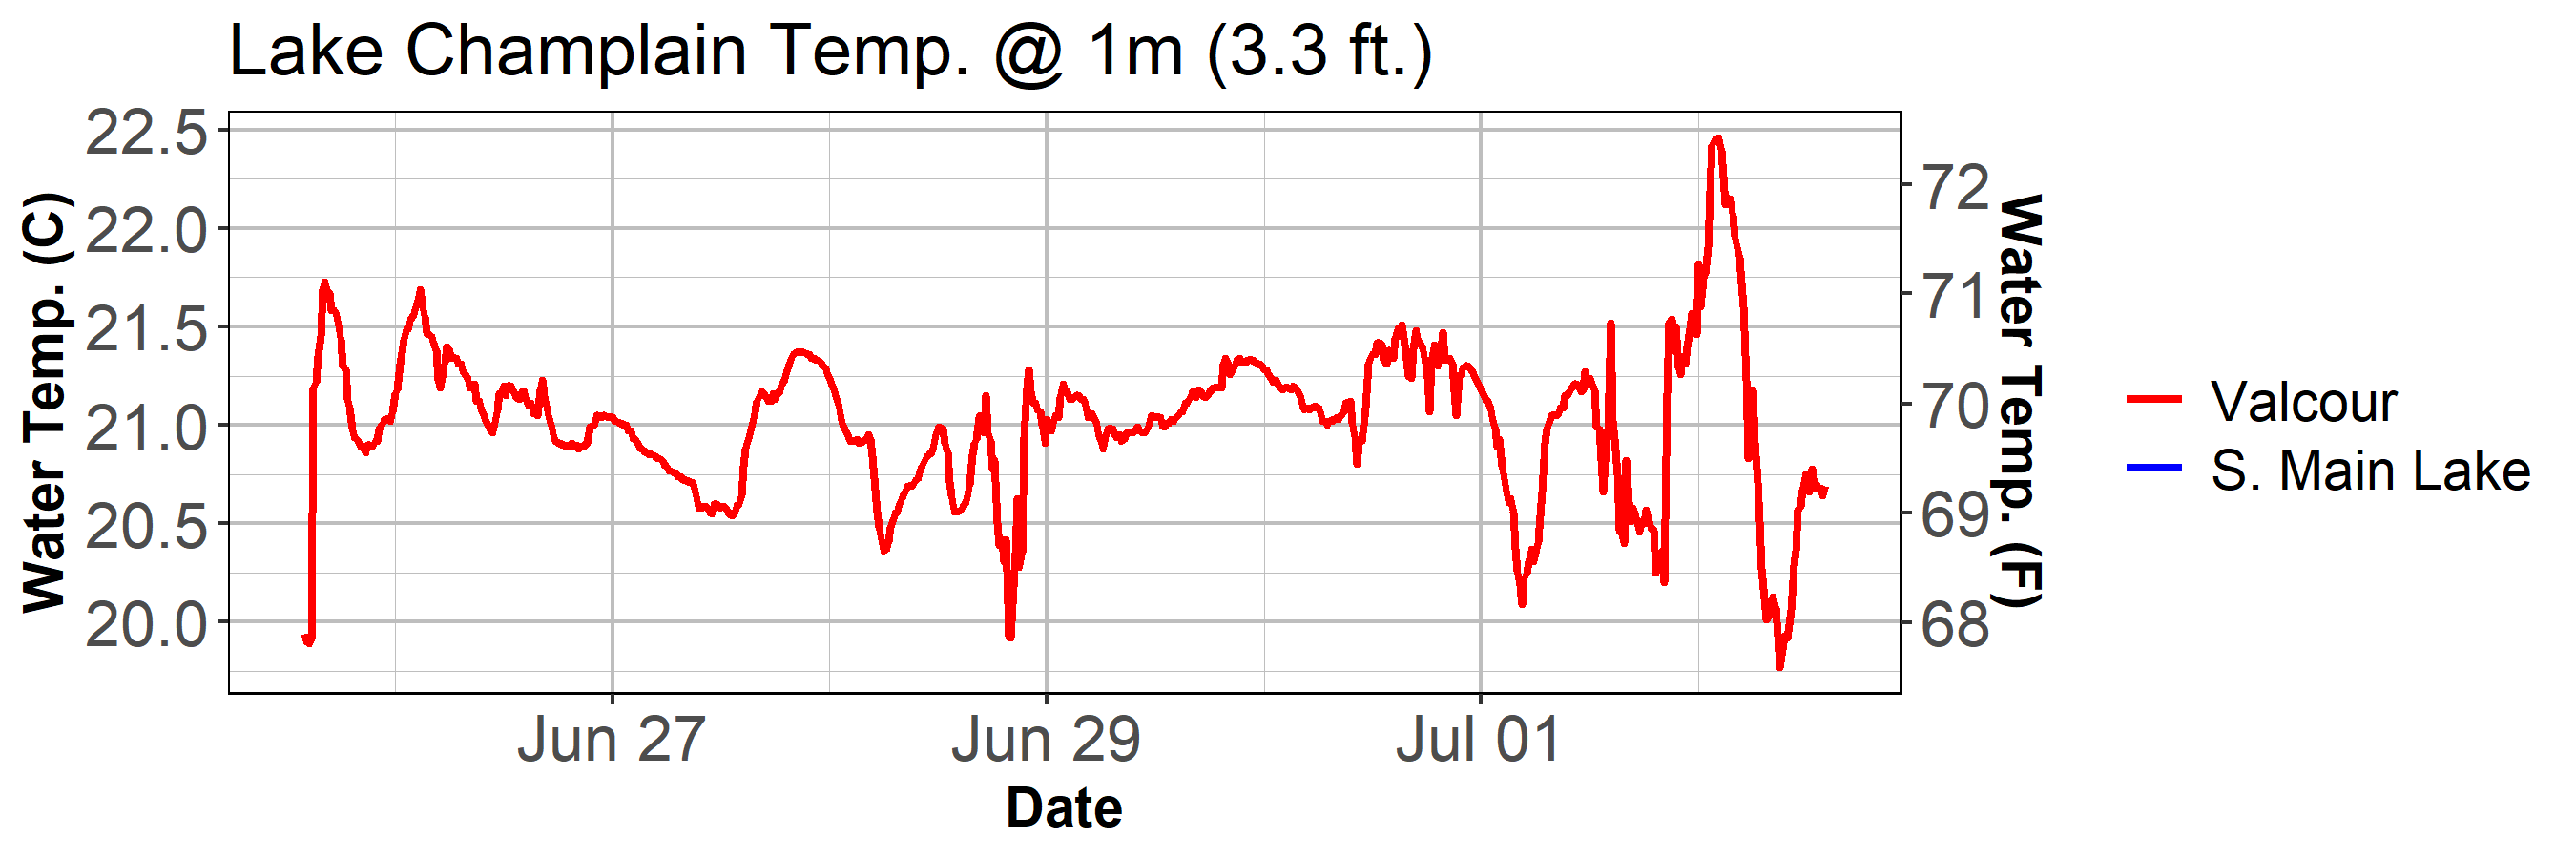 Lake Champlain Temp. @ 1m (3.3 ft.)
Water Temp. (C)
22.5
22.0
21.5
21.0
20.5
20.0
72
71
70
69
68
Water Temp. (F)
Jun 27
Jun 29
Jul 01
Date
Valcour
S. Main Lake